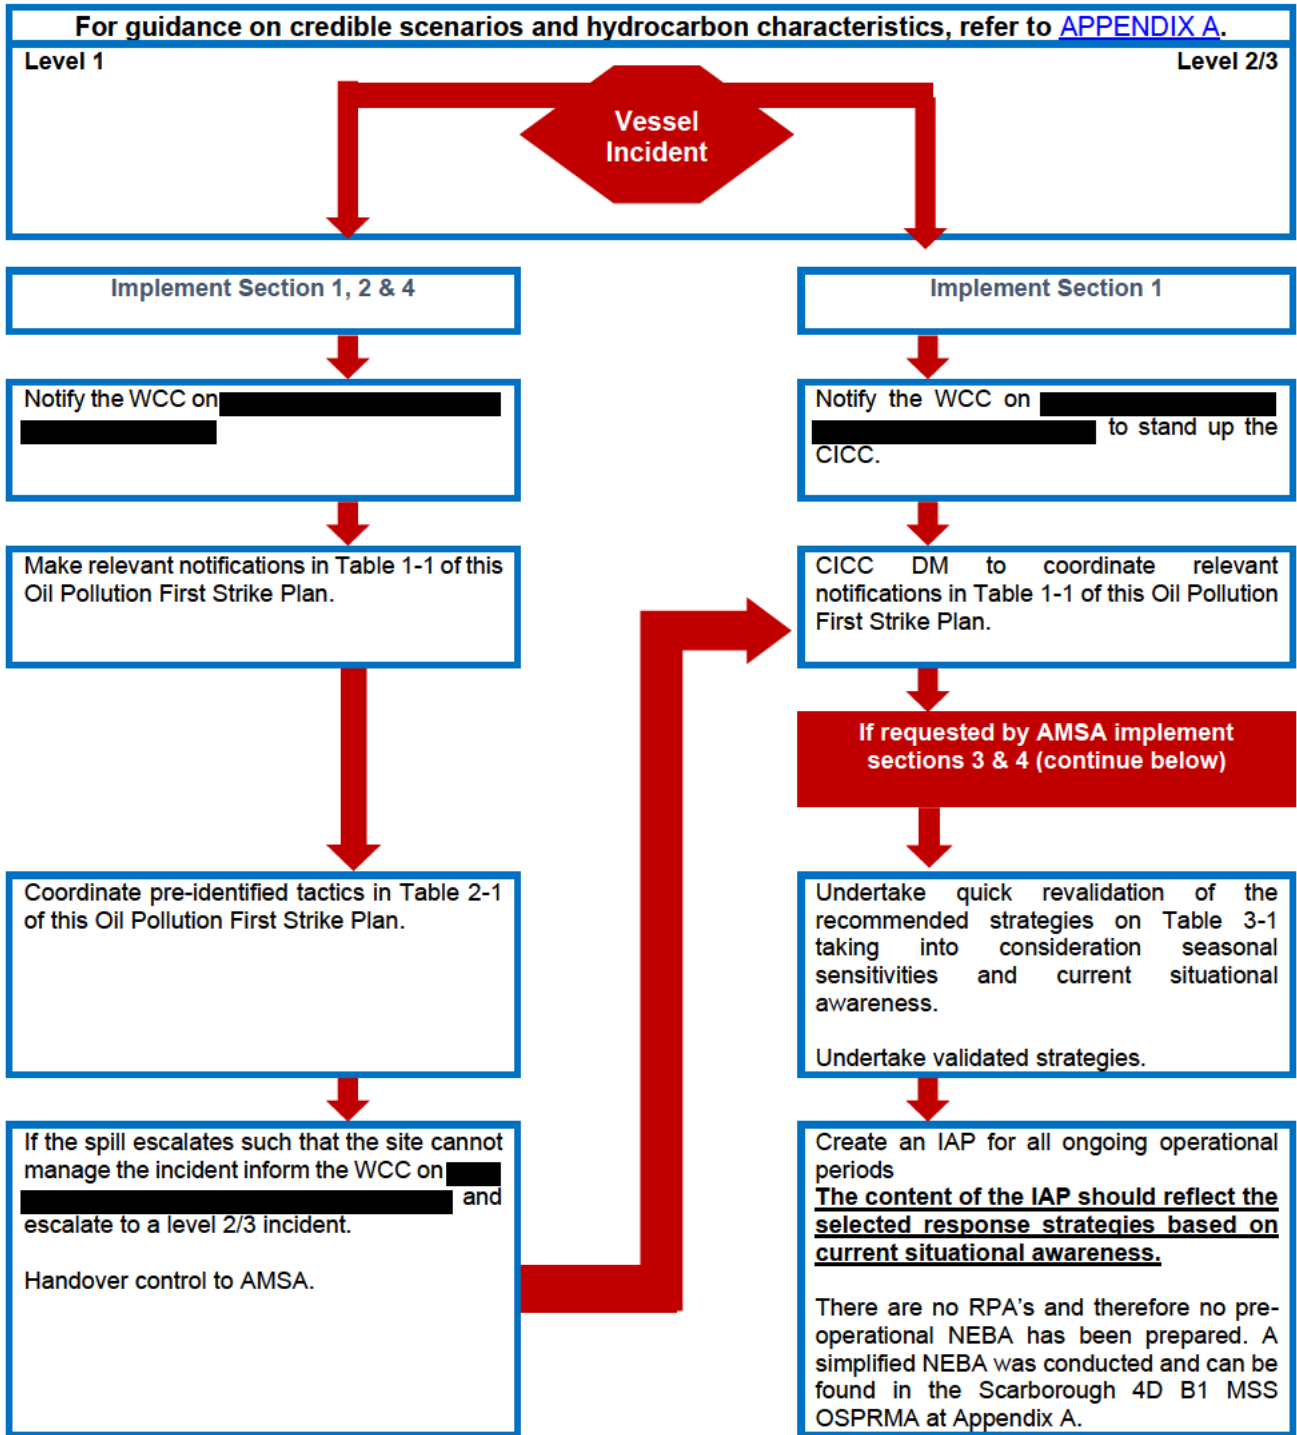 For guidance on credible scenarios and hydrocarbon characteristics, refer to APPENDIX A.
Level 1
Level 2/3
Vessel
Incident
Implement Section 1, 2 & 4
Notify the WCC on
Make relevant notifications in Table 1-1 of this
Oil Pollution First Strike Plan.
Coordinate pre-identified tactics in Table 2-1
of this Oil Pollution First Strike Plan.
If the spill escalates such that the site cannot
manage the incident inform the WCC on
and
escalate to a level 2/3 incident.
Handover control to AMSA.
Implement Section 1
Notify the WCC on
to stand up the
CICC.
CICC DM to coordinate relevant
notifications in Table 1-1 of this Oil Pollution
First Strike Plan.
If requested by AMSA implement
sections 3 & 4 (continue below)
Undertake quick revalidation of the
recommended strategies on Table 3-1
taking into consideration seasonal
sensitivities and current situational
awareness.
Undertake validated strategies.
Create an IAP for all ongoing operational
periods
The content of the IAP should reflect the
selected response strategies based on
current situational awareness.
There are no RPA's and therefore no pre-
operational NEBA has been prepared. A
simplified NEBA was conducted and can be
found in the Scarborough 4D B1 MSS
OSPRMA at Appendix A.